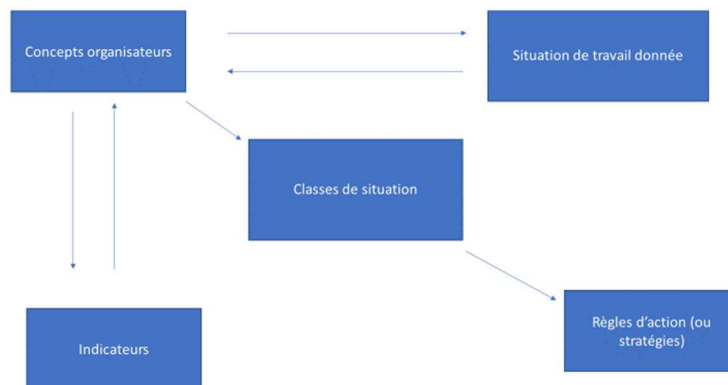 Concepts organisateurs
Situation de travail donnée
Classes de situation
Règles d'action (ou
stratégies)
Indicateurs